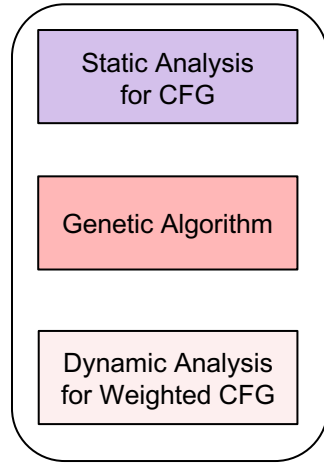 Static Analysis
for CFG
Genetic Algorithm
Dynamic Analysis
for Weighted CFG